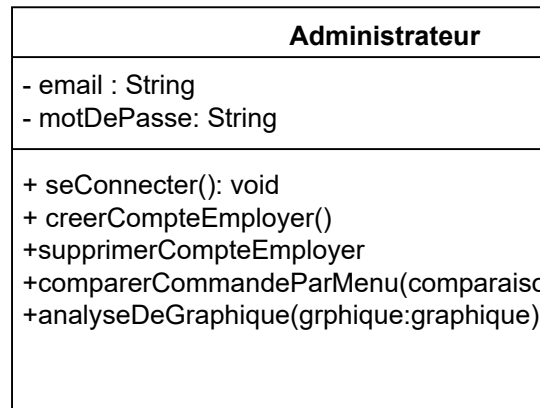 Administrateur
- email : String
- motDePasse: String
+ seConnecter(): void
+ creerCompteEmployer()
+supprimerCompteEmployer
+comparerCommandeParMenu(comparaiso
+analyseDeGraphique(grphique:graphique)